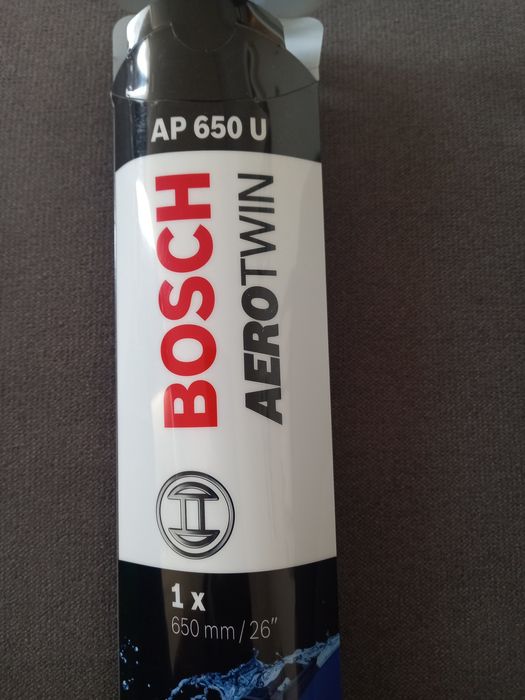 AP 650 U
BOSCH
AEROTWIN
1 x
650 mm / 26"